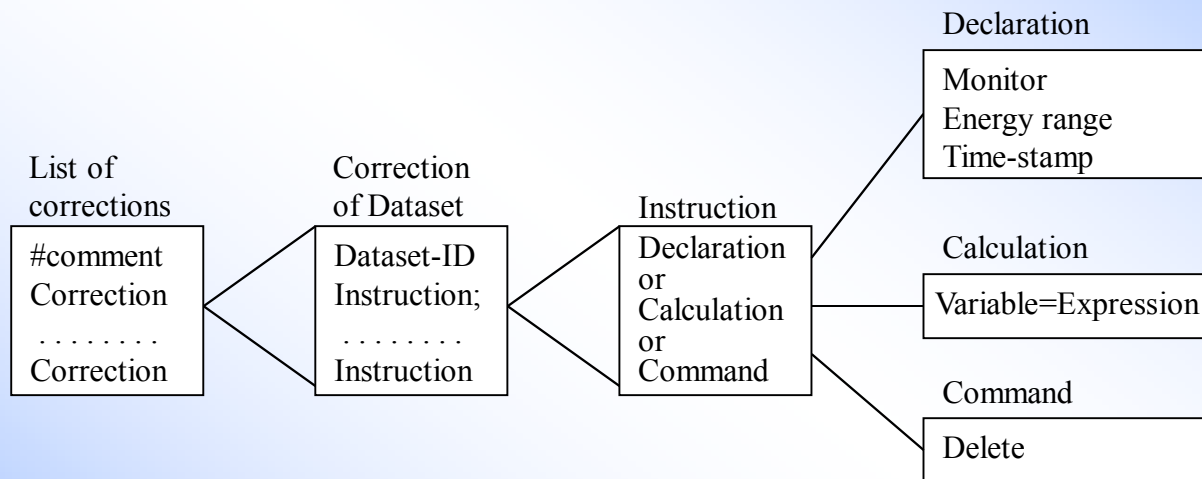 List of
corrections
#comment
Correction
. . . . . . . .
Correction
Correction
of Dataset
Dataset-ID
Instruction;
. . . . . . . .
Instruction
Instruction
Declaration
or
Calculation
or
Command
Declaration
Monitor
Energy range
Time-stamp
Calculation
Variable=Expression
Command
Delete